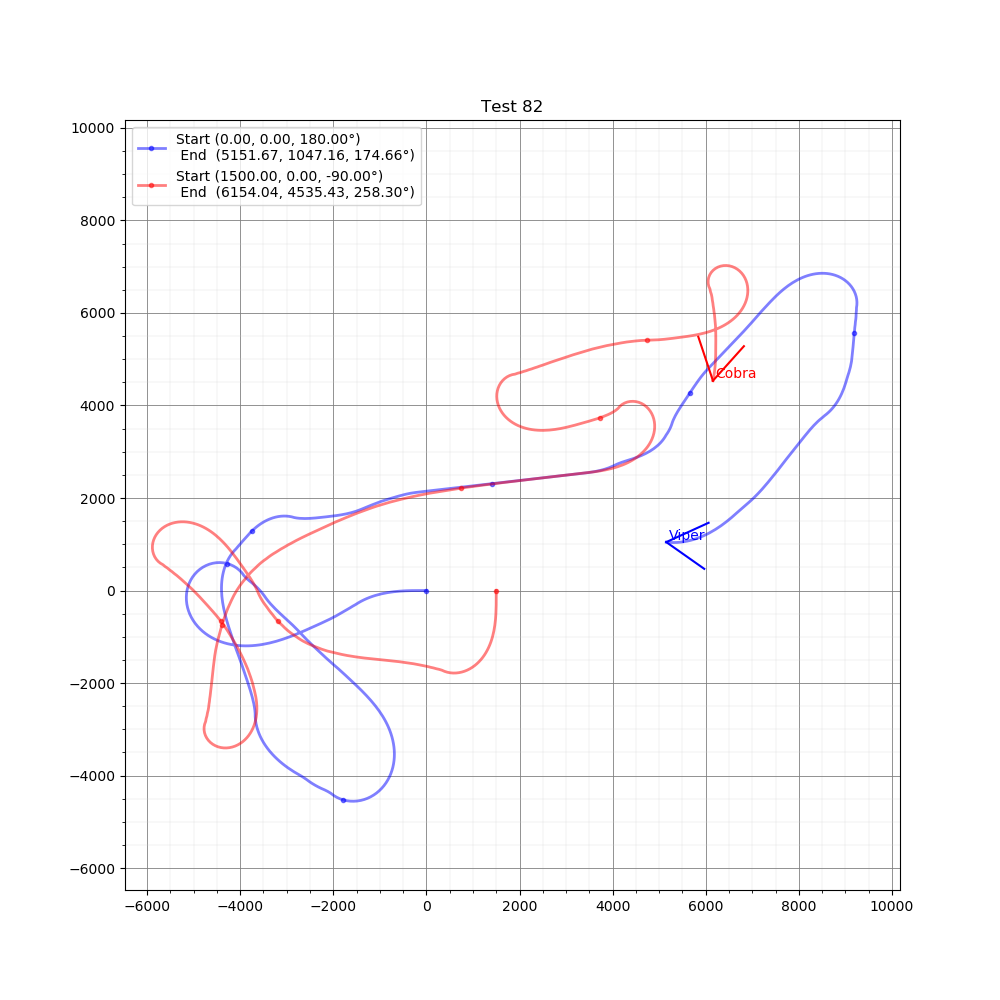 Test 82
Start (0.00, 0.00, 180.00°)
End (5151.67, 1047.16, 174.66°)
Start (1500.00, 0.00, -90.00°)
End (6154.04, 4535.43, 258.30°)
10000
8000
6000
4000
2000
0
−2000
−4000
−6000
Cobra
Viper
−6000 −4000 −2000 0 2000 4000 6000 8000 10000